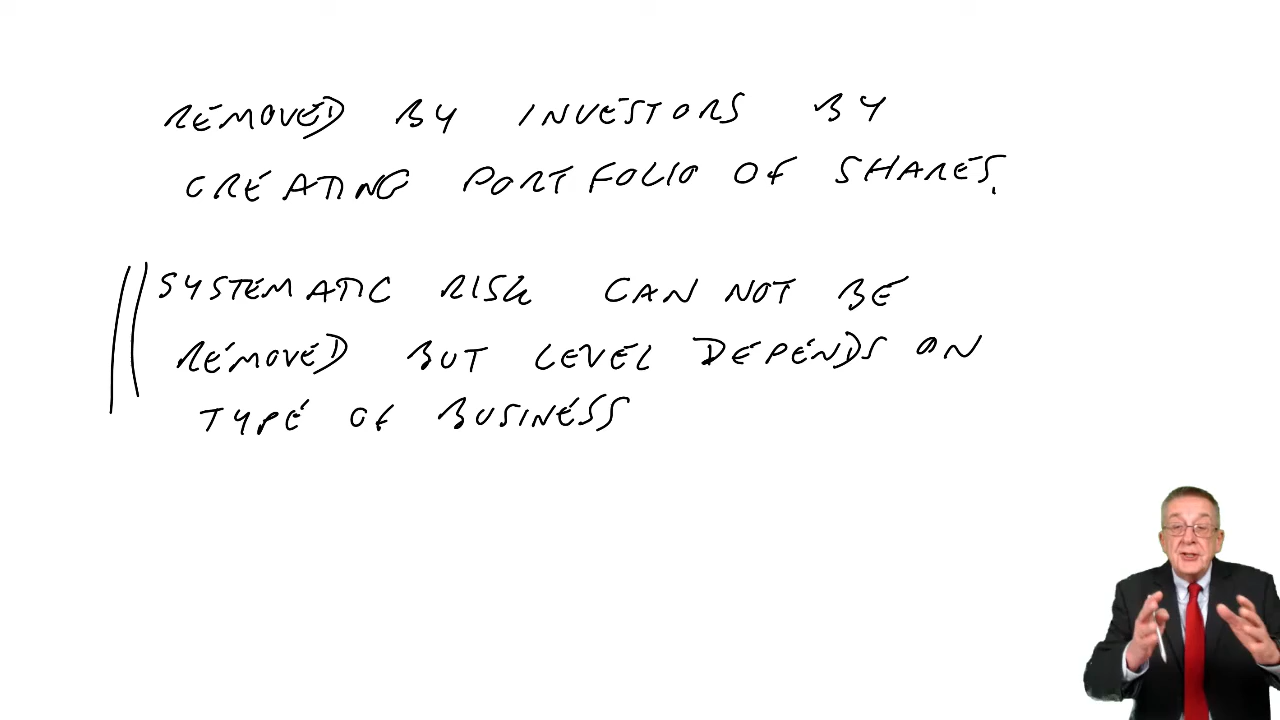 REMOVED BY INVESTORS BY
CREATING PORTFOLIO OF SHARES.
SYSTEMATIC RISK CAN NOT BE
REMOVED BUT LEVEL DEPENDS ON
TYPE OF BUSINESS